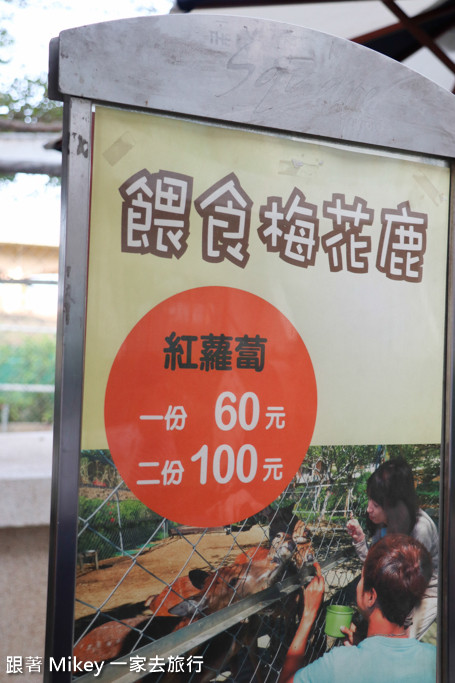 THE
餵食梅花鹿
紅蘿蔔
一份 60元
二份 100元
跟著 Mikey 一家去旅行